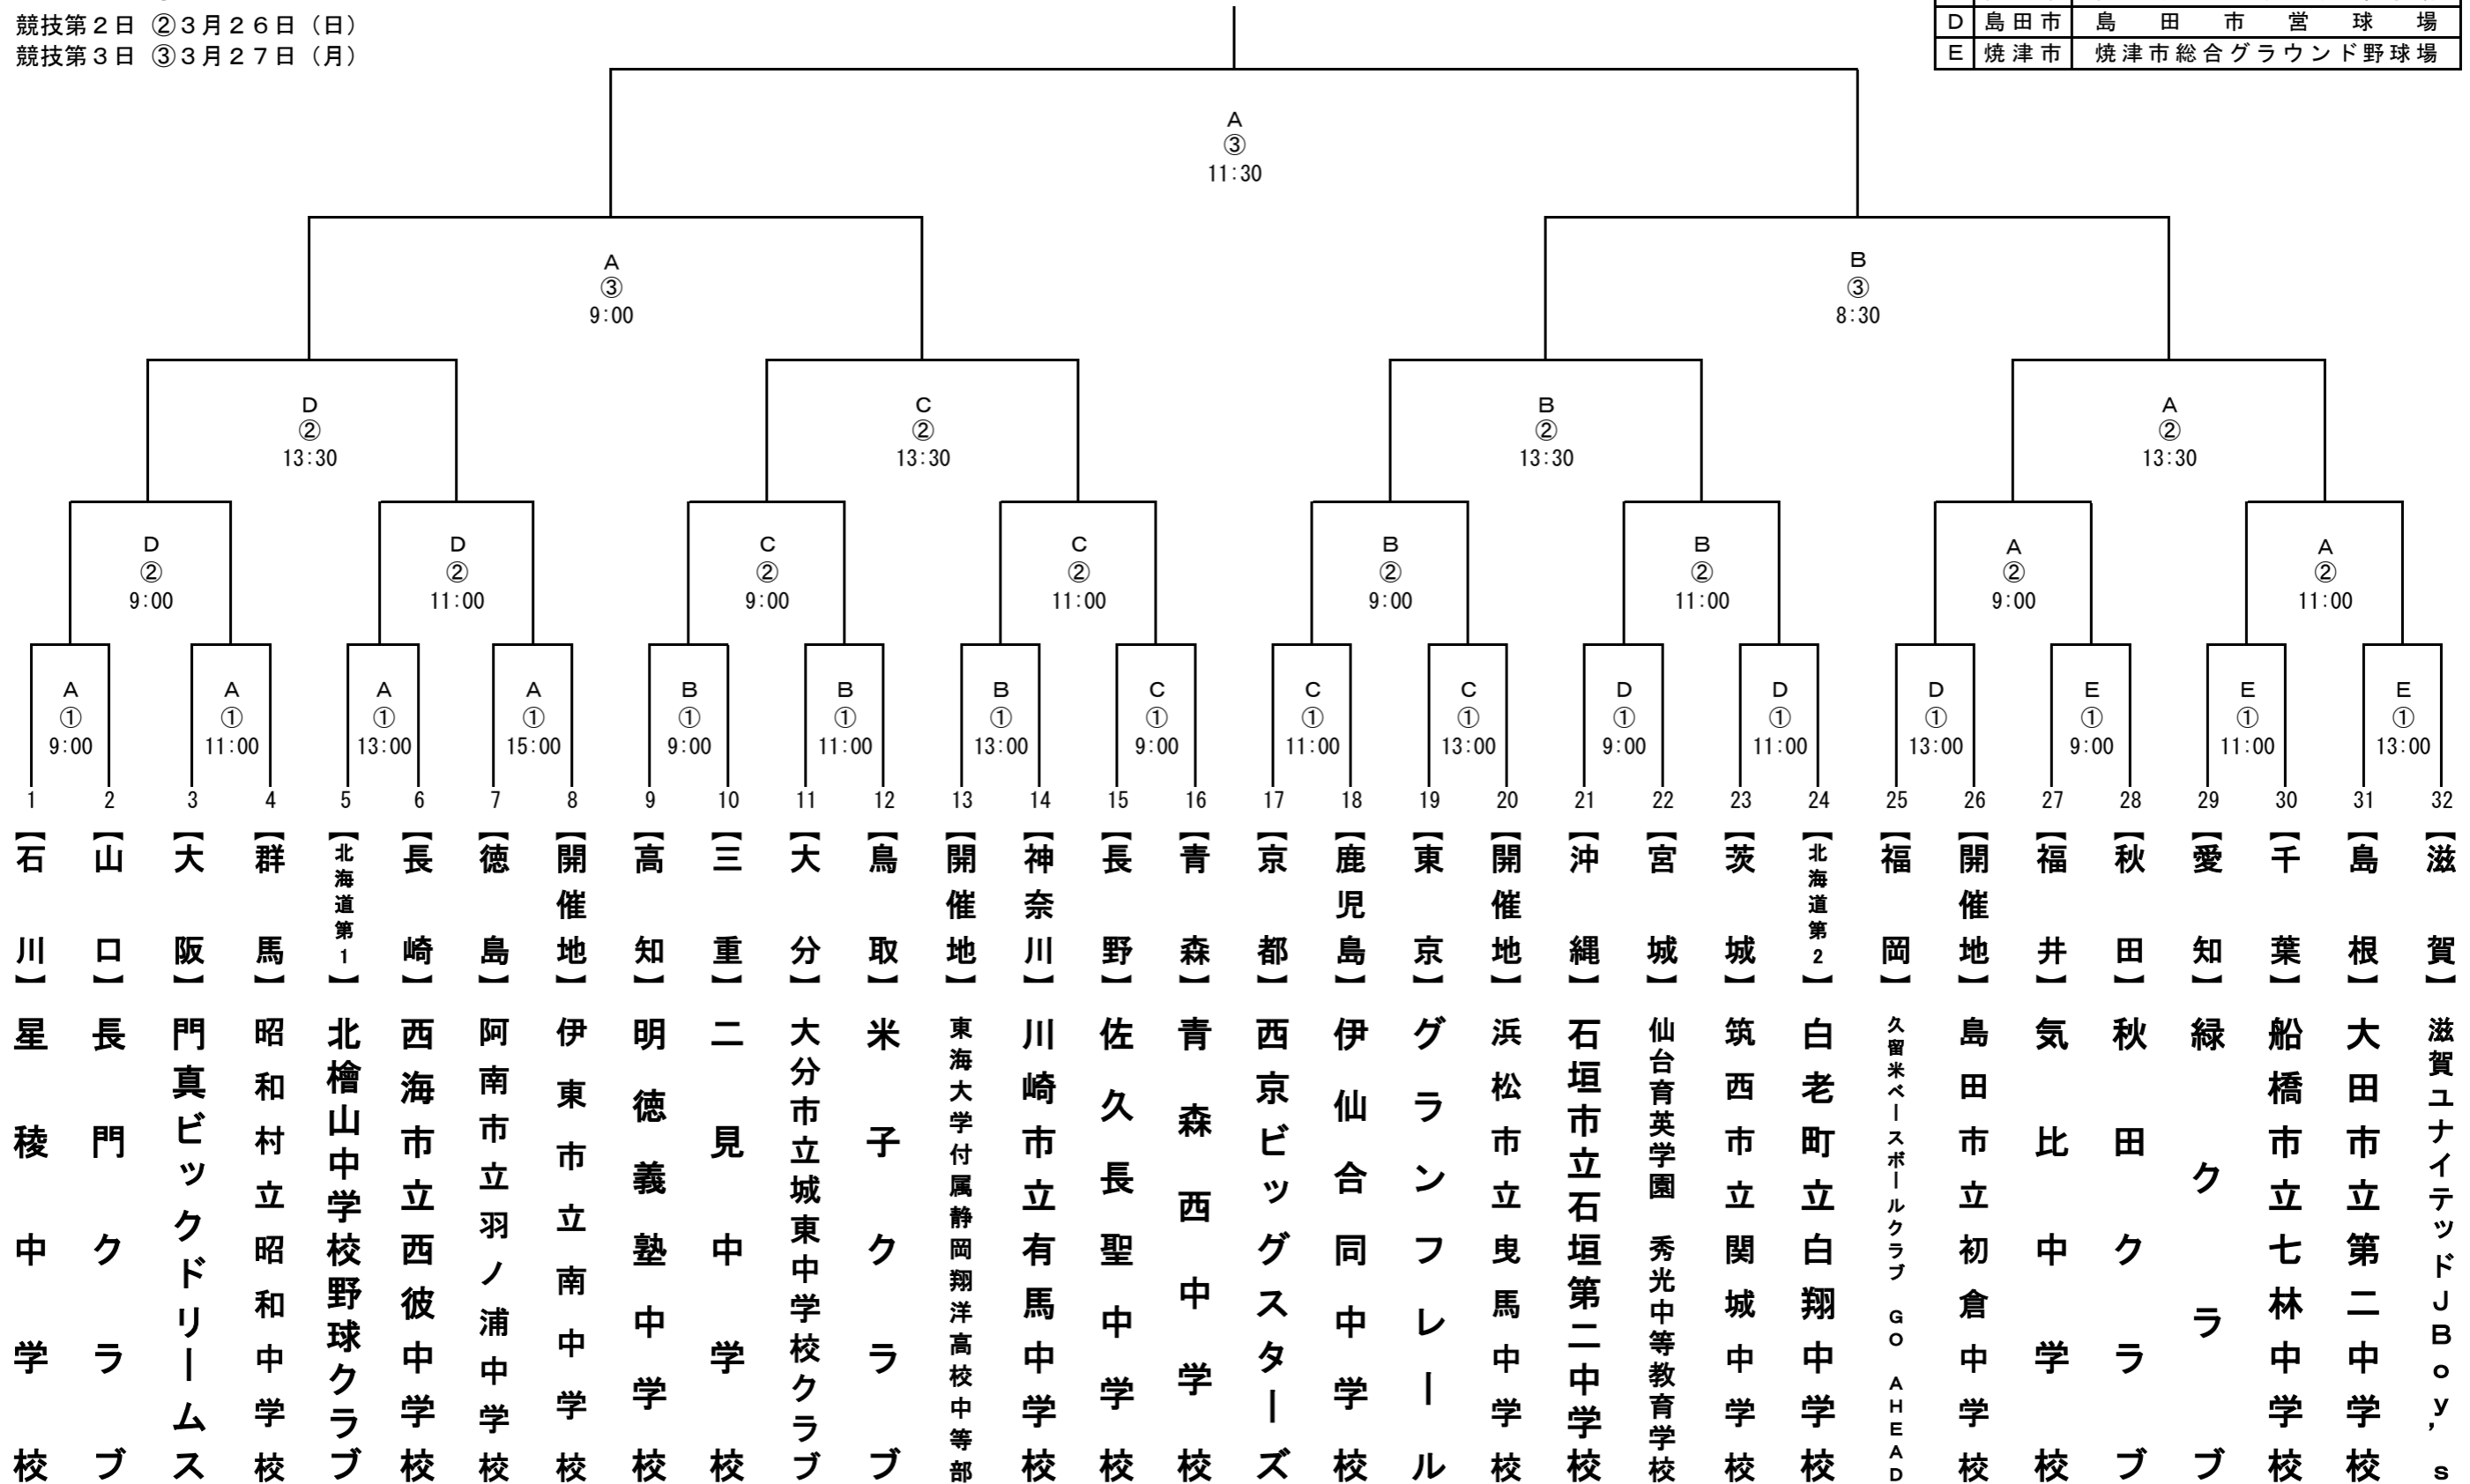 競技第２日 ②３月２６日（日）
競技第３日 ③３月２７日（月）
D 島田市 島田市営球場
E 焼津市 焼津市総合グラウンド野球場
A
③
11:30
A
③
9:00
B
③
8:30
D
②
13:30
C
②
13:30
B
②
13:30
A
②
13:30
D
②
9:00
D
②
11:00
C
②
9:00
C
②
11:00
B
②
9:00
B
②
11:00
A
②
9:00
A
②
11:00
A
①
9:00
A
①
11:00
A
①
13:00
A
①
15:00
B
①
9:00
B
①
11:00
B
①
13:00
C
①
9:00
C
①
11:00
C
①
13:00
D
①
9:00
D
①
11:00
D
①
13:00
E
①
9:00
E
①
11:00
E
①
13:00
1 【石川】 星稜中学校
2 【山口】 長門クラブ
3 【大阪】 門真ビックドリームス
4 【群馬】 昭和村立昭和中学校
5 【北海道第1】 北檜山中学校野球クラブ
6 【長崎】 西海市立西彼中学校
7 【徳島】 阿南市立羽ノ浦中学校
8 【開催地】 伊東市立南中学校
9 【高知】 明徳義塾中学校
10 【三重】 二見中学校
11 【大分】 大分市立城東中学校クラブ
12 【鳥取】 米子クラブ
13 【開催地】 東海大学付属静岡翔洋高校中等部
14 【神奈川】 川崎市立有馬中学校
15 【長野】 佐久長聖中学校
16 【青森】 青森西中学校
17 【京都】 西京ビッグスターズ
18 【鹿児島】 伊仙合同中学校
19 【東京】 グランフレール
20 【開催地】 浜松市立曳馬中学校
21 【沖縄】 石垣市立石垣第二中学校
22 【宮城】 仙台育英学園 秀光中等教育学校
23 【茨城】 筑西市立関城中学校
24 【北海道第2】 白老町立白翔中学校
25 【福岡】 久留米ベースボールクラブ GO AHEAD
26 【開催地】 島田市立初倉中学校
27 【福井】 気比中学校
28 【秋田】 秋田クラブ
29 【愛知】 緑クラブ
30 【千葉】 船橋市立七林中学校
31 【島根】 大田市立第二中学校
32 【滋賀】 滋賀ユナイテッドＪＢｏｙ’ｓ